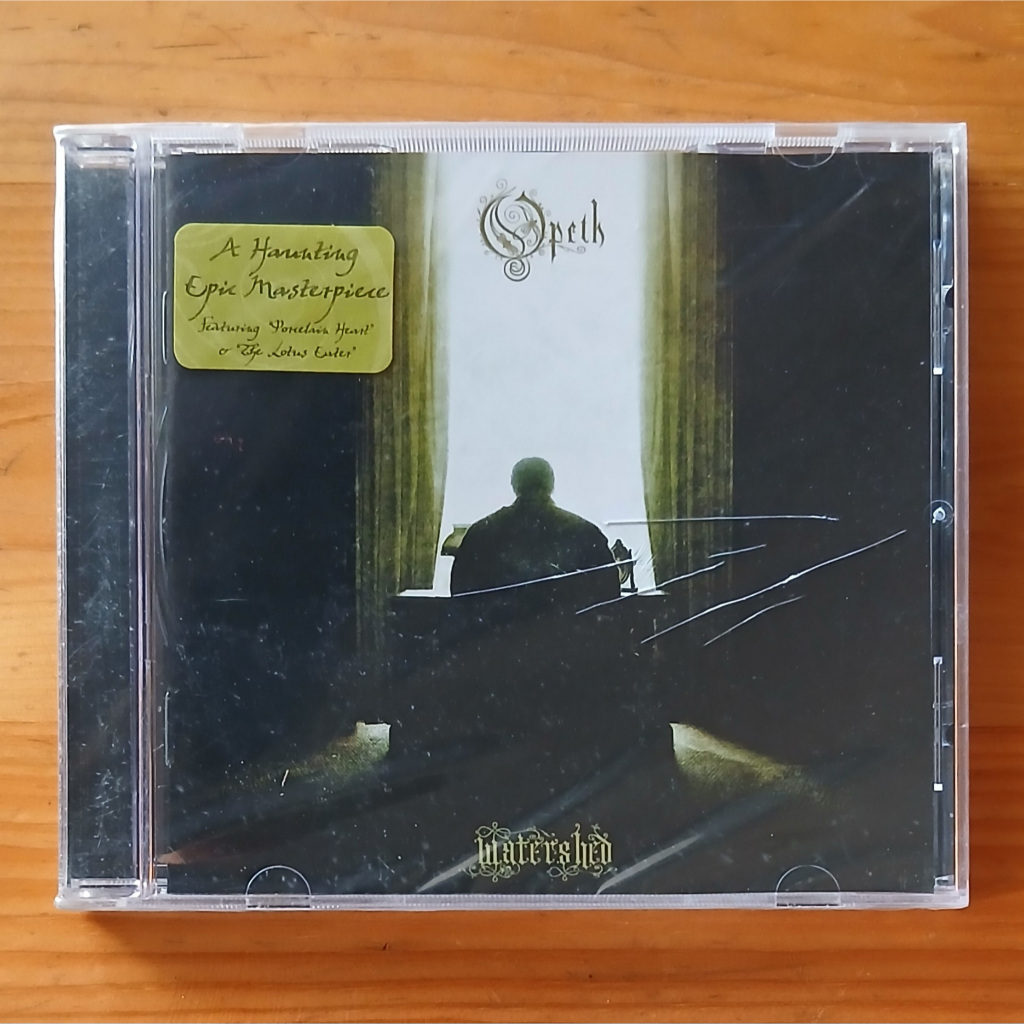 Opeth
A Haunting
Epic Masterpiece
Featuring "Porcelain Heart"
& "The Lotus Eater"
Watershed